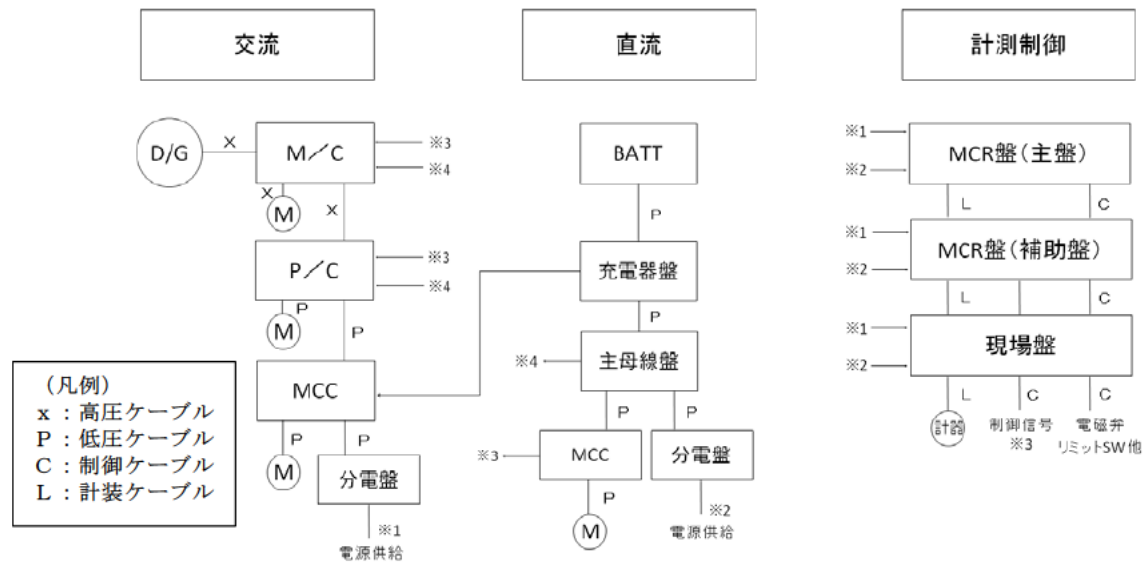 交流
直流
計測制御
D/G
X
M／C
※3
※4
X
M
X
P／C
※3
※4
P
M
P
MCC
P
M
P
分電盤
※1
電源供給
(凡例)
x：高圧ケーブル
P：低圧ケーブル
C：制御ケーブル
L：計装ケーブル
BATT
P
充電器盤
P
※4
主母線盤
P
P
※3
MCC
分電盤
P
M
※2
電源供給
※1
※2
MCR盤(主盤)
L
C
※1
※2
MCR盤(補助盤)
L
C
※1
※2
現場盤
L
C
C
計器
制御信号
※3
電磁弁
リミットSW他